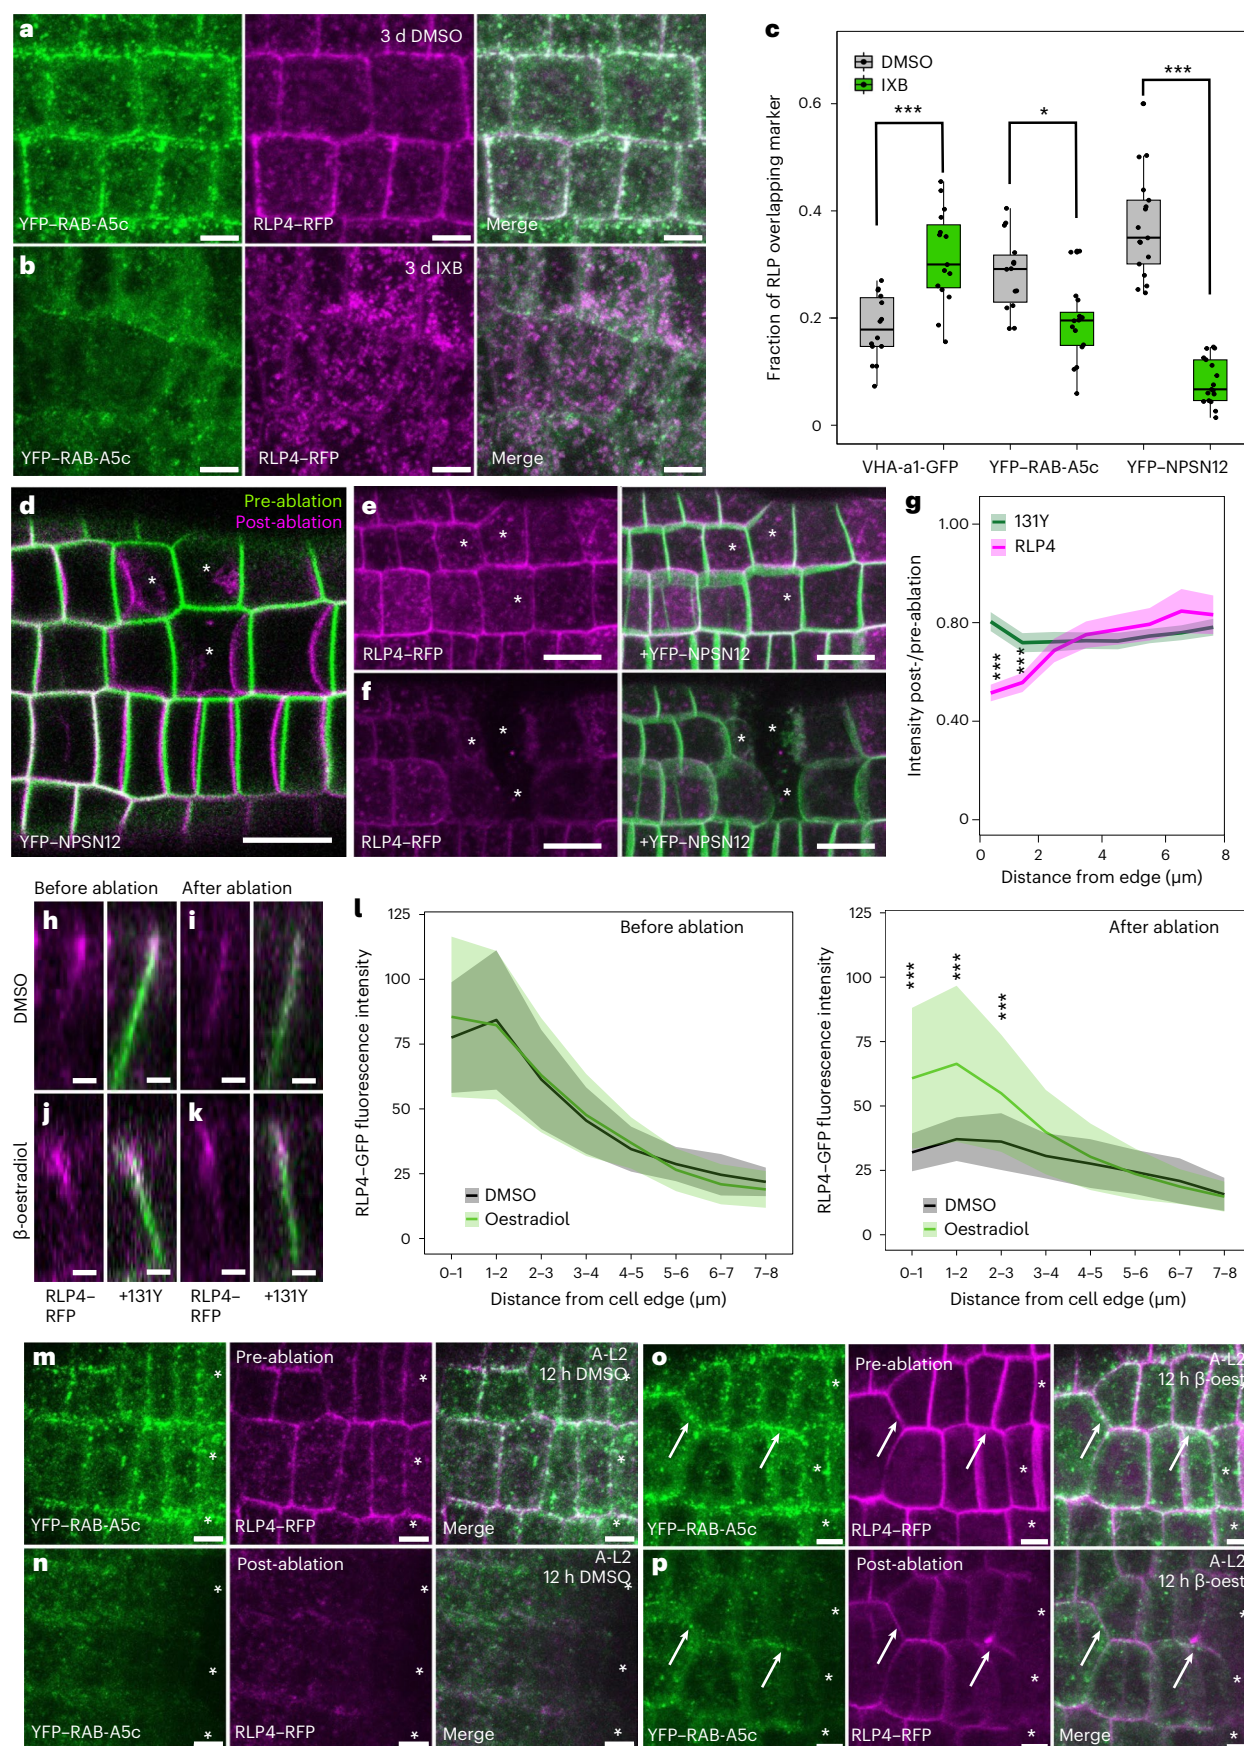 a
3 d DMSO
YFP–RAB-A5c
RLP4–RFP
Merge
b
3 d IXB
YFP–RAB-A5c
RLP4–RFP
Merge
c
DMSO
IXB
***
*
***
Fraction of RLP overlapping marker
0.6
0.4
0.2
0
VHA-a1-GFP
YFP–RAB-A5c
YFP–NPSN12
d
Pre-ablation
Post-ablation
*
*
*
YFP–NPSN12
e
*
*
*
RLP4–RFP
*
*
*
+YFP–NPSN12
f
*
*
*
RLP4–RFP
*
*
*
+YFP–NPSN12
g
131Y
RLP4
***
***
Intensity post-/pre-ablation
1.00
0.80
0.40
0
0
2
4
6
8
Distance from edge (µm)
Before ablation
After ablation
h
i
DMSO
j
k
β-oestradiol
RLP4–
RFP
+131Y
RLP4–
RFP
+131Y
l
Before ablation
RLP4–GFP fluorescence intensity
125
100
75
50
25
0
DMSO
Oestradiol
0–1
1–2
2–3
3–4
4–5
5–6
6–7
7–8
Distance from cell edge (µm)
After ablation
RLP4–GFP fluorescence intensity
125
100
75
50
25
0
***
***
***
DMSO
Oestradiol
0–1
1–2
2–3
3–4
4–5
5–6
6–7
7–8
Distance from cell edge (µm)
m
*
*
*
YFP–RAB-A5c
Pre-ablation
*
*
*
RLP4–RFP
A-L2
12 h DMSO
*
*
*
Merge
n
*
*
*
YFP–RAB-A5c
Post-ablation
*
*
*
RLP4–RFP
A-L2
12 h DMSO
*
*
*
Merge
o
*
*
*
YFP–RAB-A5c
Pre-ablation
*
*
*
RLP4–RFP
A-L2
12 h β-oest
*
*
Merge
p
*
*
*
YFP–RAB-A5c
Post-ablation
*
*
*
RLP4–RFP
A-L2
12 h β-oest
*
*
*
Merge